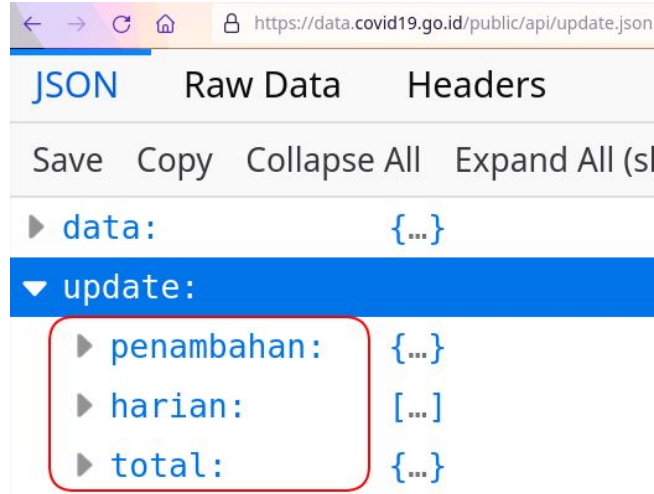 https://data.covid19.go.id/public/api/update.json
JSON Raw Data Headers
Save Copy Collapse All Expand All (sl
data: {…}
update:
penambahan: {…}
harian: […]
total: {…}